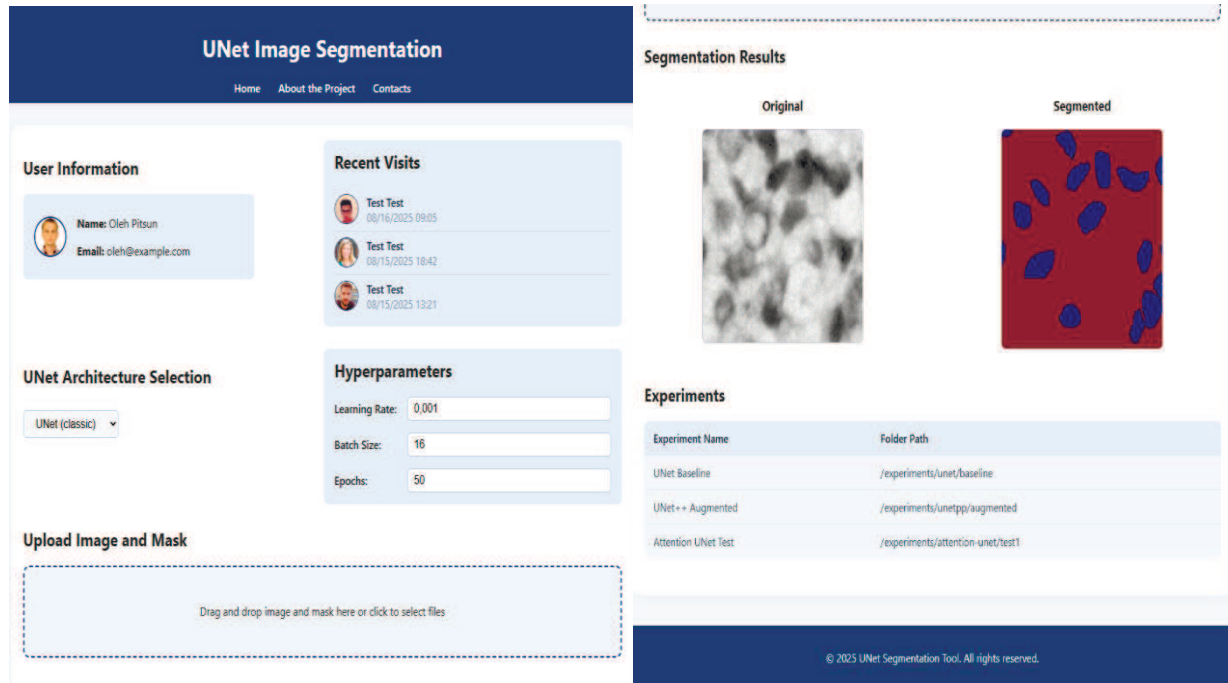 UNet Image Segmentation
Home About the Project Contacts
User Information
Name: Oleh Pitsun
Email: oleh@example.com
Recent Visits
Test Test
08/16/2025 09:05
Test Test
08/15/2025 18:42
Test Test
08/15/2025 13:21
UNet Architecture Selection
UNet (classic)
Hyperparameters
Learning Rate: 0,001
Batch Size: 16
Epochs: 50
Upload Image and Mask
Drag and drop image and mask here or click to select files
Segmentation Results
Original Segmented
Experiments
Experiment Name Folder Path
UNet Baseline /experiments/unet/baseline
UNet++ Augmented /experiments/unetpp/augmented
Attention UNet Test /experiments/attention-unet/test1
© 2025 UNet Segmentation Tool. All rights reserved.